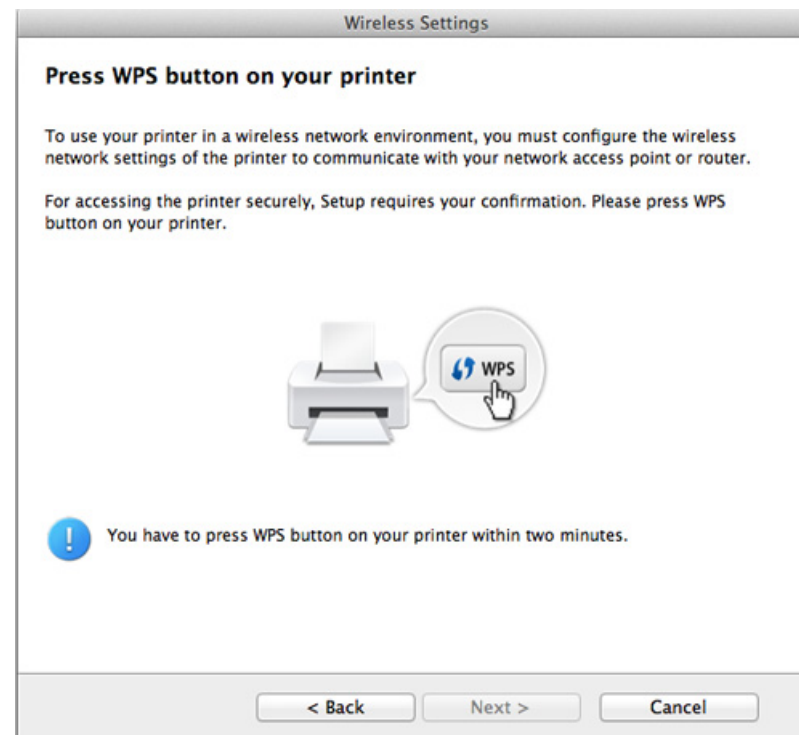 Wireless Settings
Press WPS button on your printer
To use your printer in a wireless network environment, you must configure the wireless
network settings of the printer to communicate with your network access point or router.
For accessing the printer securely, Setup requires your confirmation. Please press WPS
button on your printer.
WPS
You have to press WPS button on your printer within two minutes.
< Back Next > Cancel